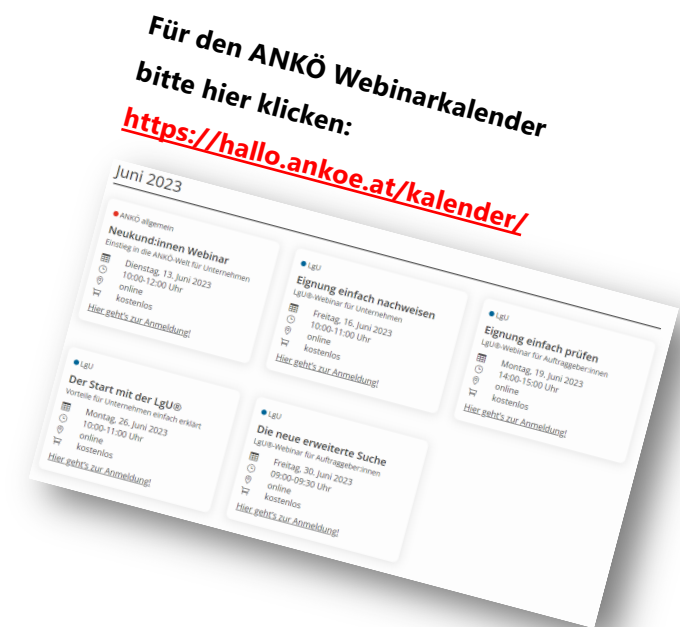 Für den ANKÖ Webinarkalender
bitte hier klicken:
https://hallo.ankoe.at/kalender/
Juni 2023
ANKÖ allgemein
Neukund:innen Webinar
Einstieg in die ANKÖ-Welt für Unternehmen
Dienstag, 13. Juni 2023
10:00-12:00 Uhr
online
kostenlos
Hier geht's zur Anmeldung!
LgU
Eignung einfach nachweisen
LgU®-Webinar für Unternehmen
Freitag, 16. Juni 2023
10:00-11:00 Uhr
online
kostenlos
Hier geht's zur Anmeldung!
LgU
Eignung einfach prüfen
LgU®-Webinar für Auftraggeber:innen
Montag, 19. Juni 2023
14:00-15:00 Uhr
online
kostenlos
Hier geht's zur Anmeldung!
LgU
Der Start mit der LgU®
Vorteile für Unternehmen einfach erklärt
Montag, 26. Juni 2023
10:00-11:00 Uhr
online
kostenlos
Hier geht's zur Anmeldung!
LgU
Die neue erweiterte Suche
LgU®-Webinar für Auftraggeber:innen
Freitag, 30. Juni 2023
09:00-09:30 Uhr
online
kostenlos
Hier geht's zur Anmeldung!